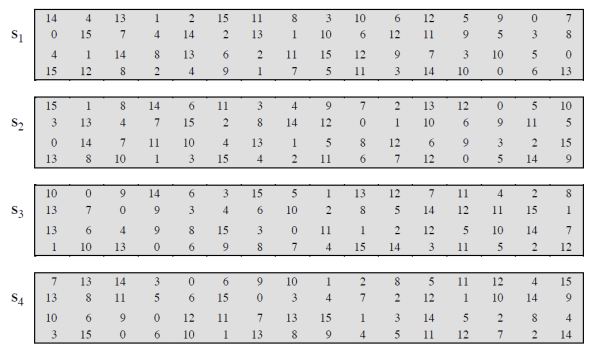 14 4 13 1 2 15 11 8 3 10 6 12 5 9 0 7
S1 0 15 7 4 14 2 13 1 10 6 12 11 9 5 3 8
4 1 14 8 13 6 2 11 15 12 9 7 3 10 5 0
15 12 8 2 4 9 1 7 5 11 3 14 10 0 6 13
15 1 8 14 6 11 3 4 9 7 2 13 12 0 5 10
S2 3 13 4 7 15 2 8 14 12 0 1 10 6 9 11 5
0 14 7 11 10 4 13 1 5 8 12 6 9 3 2 15
13 8 10 1 3 15 4 2 11 6 7 12 0 5 14 9
10 0 9 14 6 3 15 5 1 13 12 7 11 4 2 8
S3 13 7 0 9 3 4 6 10 2 8 5 14 12 11 15 1
13 6 4 9 8 15 3 0 11 1 2 12 5 10 14 7
1 10 13 0 6 9 8 7 4 15 14 3 11 5 2 12
7 13 14 3 0 6 9 10 1 2 8 5 11 12 4 15
S4 13 8 11 5 6 15 0 3 4 7 2 12 1 10 14 9
10 6 9 0 12 11 7 13 15 1 3 14 5 2 8 4
3 15 0 6 10 1 13 8 9 4 5 11 12 7 2 14